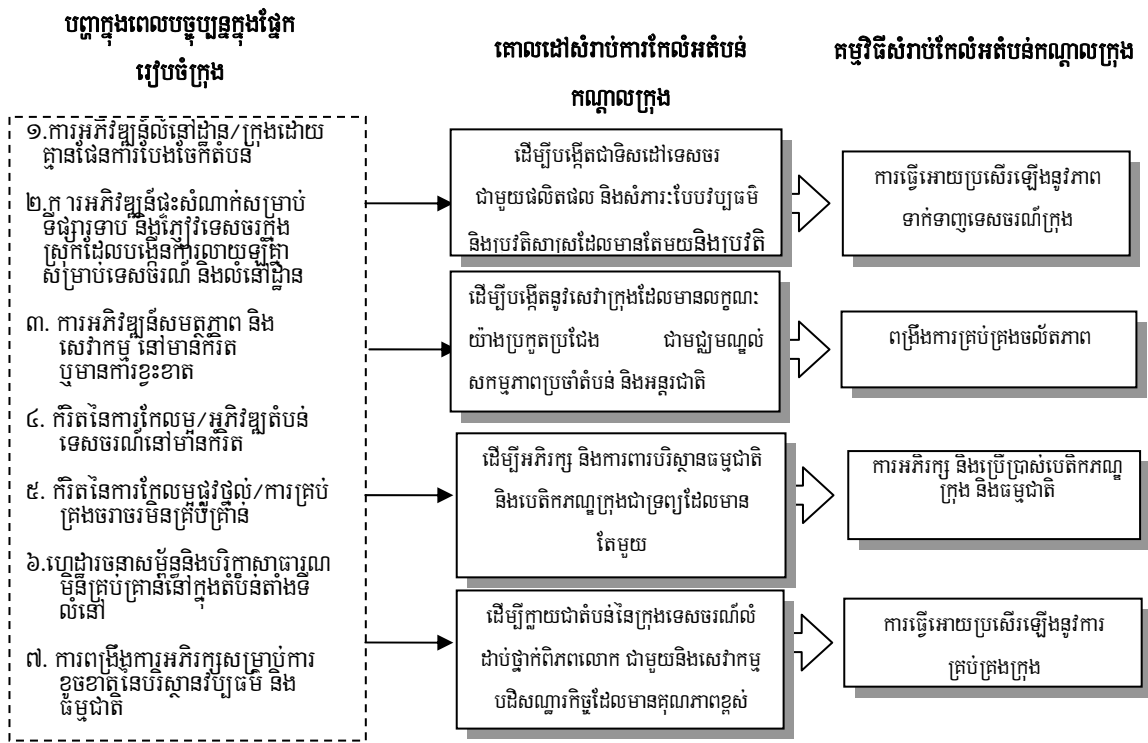 បញ្ហាក្នុងពេលបច្ចុប្បន្នក្នុងផ្នែក
រៀបចំក្រុង
១.ការអភិវឌ្ឍន៍លំនៅដ្ឋាន/ក្រុងដោយ
គ្មានផែនការបែងចែកតំបន់
២.ក ារអភិវឌ្ឍន៍ផ្ទះសំណាក់សម្រាប់
ទីផ្សារទាប និងភ្ញៀវទេសចរក្នុង
ស្រុកដែលបង្កើនការលាយឡំគ្នា
សម្រាប់ទេសចរណ៍ និងលំនៅដ្ឋាន
៣. ការអភិវឌ្ឍន៍សមត្ថភាព និង
សេវាកម្ម នៅមានកំរិត
ឬមានការខ្វះខាត
៤. កំរិតនៃការកែលម្អ/អភិវឌ្ឍតំបន់
ទេសចរណ៍នៅមានកំរិត
៥. កំរិតនៃការកែលម្អផ្លូវថ្នល់/ការគ្រប់
គ្រងចរាចរមិនគ្រប់គ្រាន់
៦.ហេដ្ឋារចនាសម្ព័ន្ធនិងបរិក្ខាសាធារណ
មិនគ្រប់គ្រាន់នៅក្នុងតំបន់តាំងទី
លំនៅ
៧. ការពង្រឹងការអភិរក្សសម្រាប់ការ
ខូចខាតនៃបរិស្ថានវប្បធម៌ និង
ធម្មជាតិ
គោលដៅសំរាប់ការកែលំអតំបន់
កណ្តាលក្រុង
ដើម្បីបង្កើតជាទិសដៅទេសចរ
ជាមួយផលិតផល និងសំភារៈបែបវប្បធម៌
និងប្រវត្តិសាស្រដែលមានតែមយនិងប្រវត្តិ
ដើម្បីបង្កើតនូវសេវាក្រុងដែលមានលក្ខណៈ
យ៉ាងប្រកួតប្រជែង ជាមជ្ឈមណ្ឌល់
សកម្មភាពប្រចាំតំបន់ និងអន្តរជាតិ
ដើម្បីអភិរក្ស និងការពារបរិស្ថានធម្មជាតិ
និងបេតិកភណ្ឌក្រុងជាទ្រព្យដែលមាន
តែមួយ
ដើម្បីក្លាយជាតំបន់នៃក្រុងទេសចរណ៍លំ
ដាប់ថ្នាក់ពិភពលោក ជាមួយនិងសេវាកម្ម
បដិសណ្ឋារកិច្ចដែលមានគុណភាពខ្ពស់
គម្មវិធីសំរាប់កែលំអតំបន់កណ្តាលក្រុង
ការធ្វើអោយប្រសើរឡើងនូវភាព
ទាក់ទាញទេសចរណ៍ក្រុង
ពង្រឹងការគ្រប់គ្រងចល័តភាព
ការអភិរក្ស និងប្រើប្រាស់បេតិកភណ្ឌ
ក្រុង និងធម្មជាតិ
ការធ្វើអោយប្រសើរឡើងនូវការ
គ្រប់គ្រងក្រុង